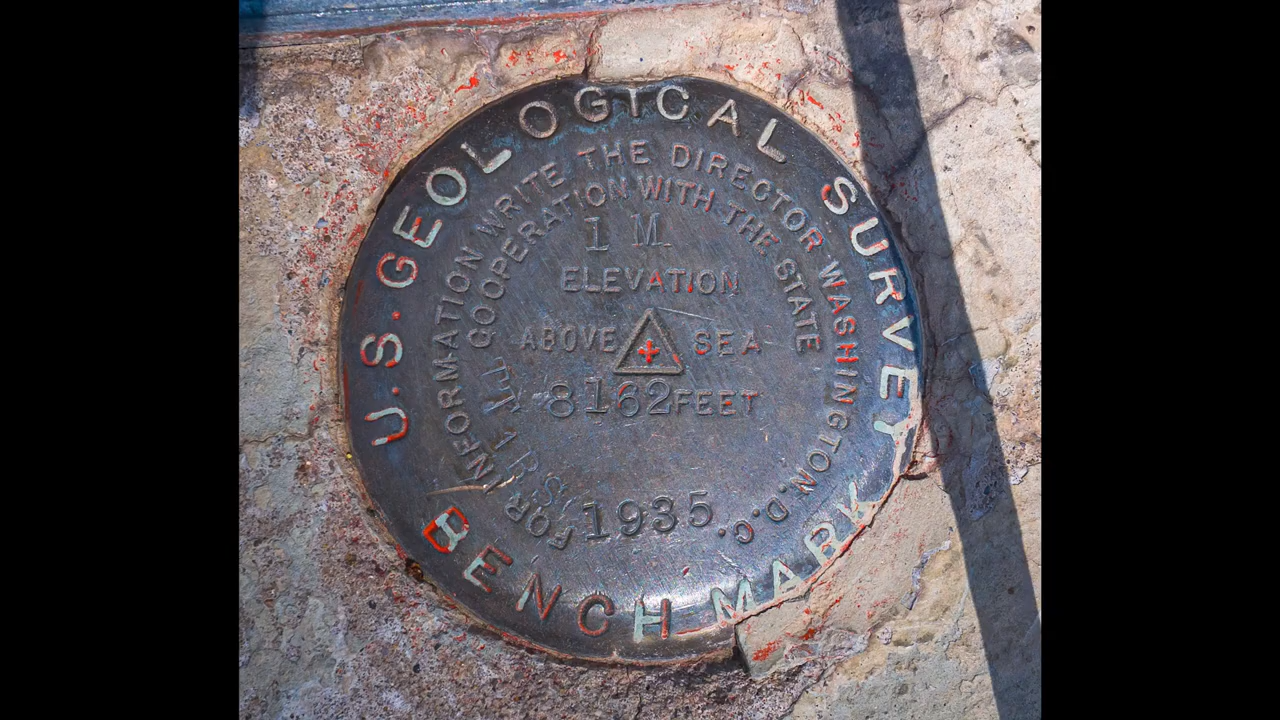 U.S. GEOLOGICAL SURVEY
FOR INFORMATION WRITE THE DIRECTOR WASHINGTON, D.C.
COOPERATION WITH THE STATE
1 M.
ELEVATION
ABOVE SEA
8162 FEET
1935
BENCH MARK